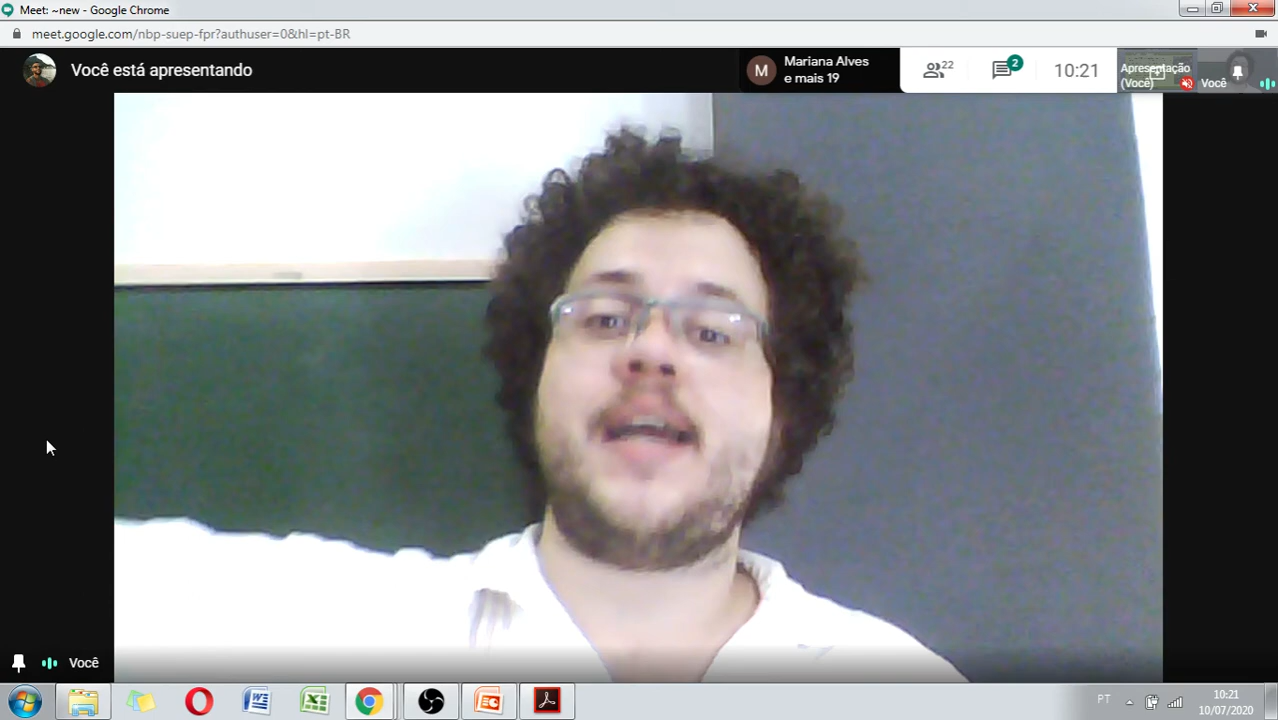 Meet: ~new - Google Chrome
meet.google.com/nbp-suep-fpr?authuser=0&hl=pt-BR
Você está apresentando
M
Mariana Alves
e mais 19
22
2
10:21
Apresentação
(Você)
Você
Você
PT
10:21
10/07/2020